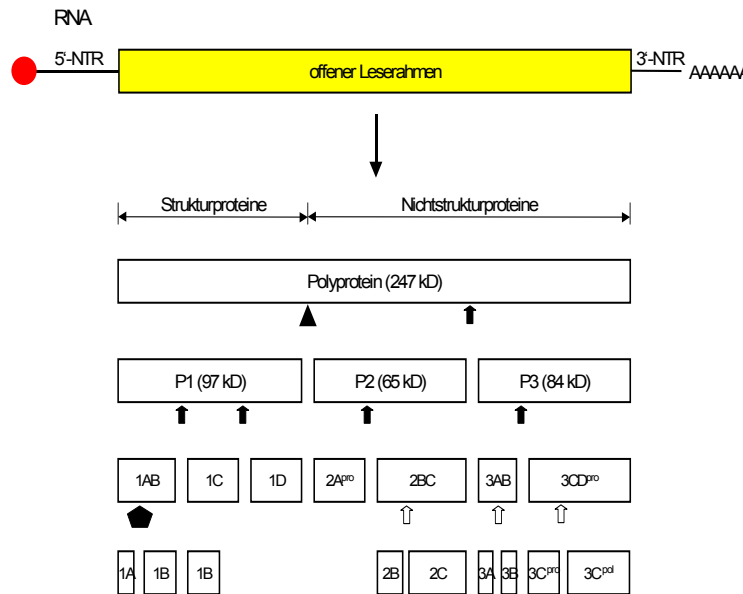 RNA
5'-NTR offener Leserahmen 3'-NTR AAAAAA
Strukturproteine Nichtstrukturproteine
Polyprotein (247 kD)
P1 (97 kD) P2 (65 kD) P3 (84 kD)
1AB 1C 1D 2Apro 2BC 3AB 3CDpro
1A 1B 1B 2B 2C 3A 3B 3Cpro 3Cpol